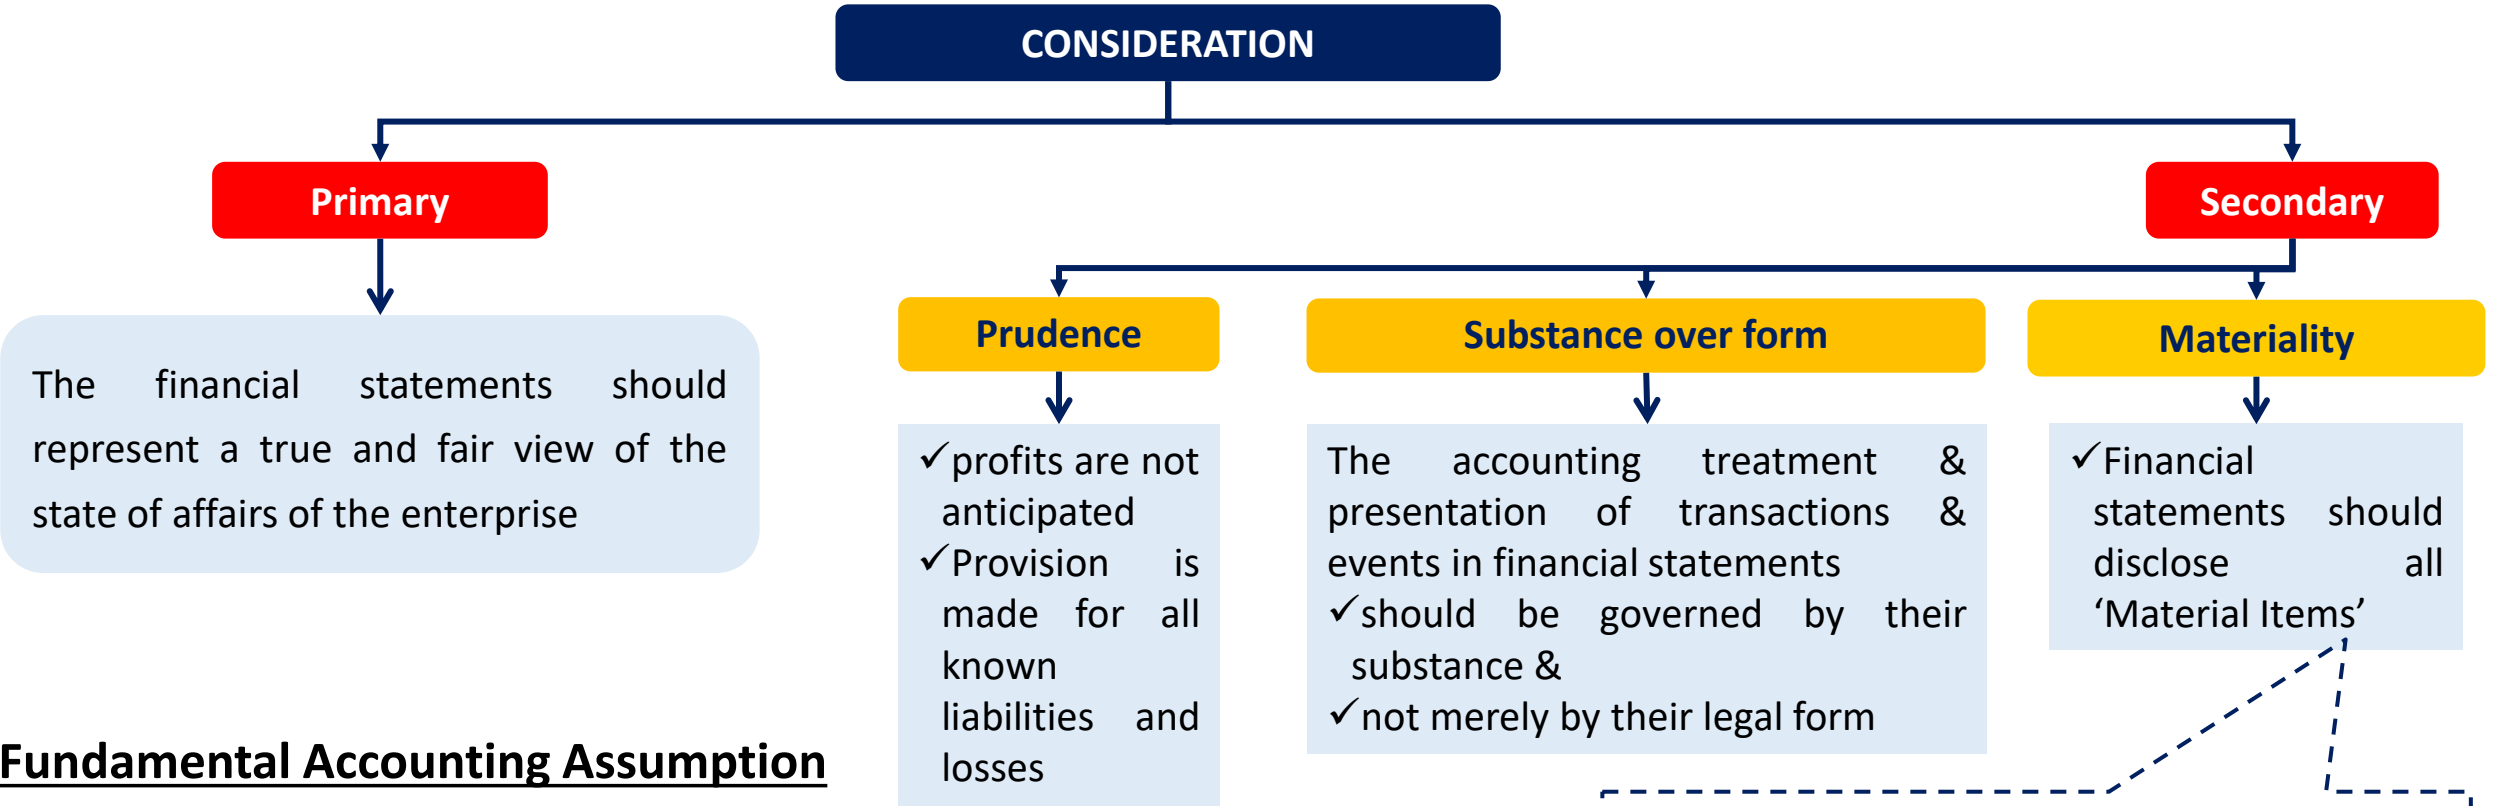 CONSIDERATION
Primary
Secondary
The financial statements should
represent a true and fair view of the
state of affairs of the enterprise
Prudence
✓profits are not
anticipated
✓Provision is
made for all
known
liabilities and
losses
Substance over form
The accounting treatment &
presentation of transactions &
events in financial statements
✓should be governed by their
substance &
✓not merely by their legal form
Materiality
✓Financial
statements should
disclose all
‘Material Items’
Fundamental Accounting Assumption